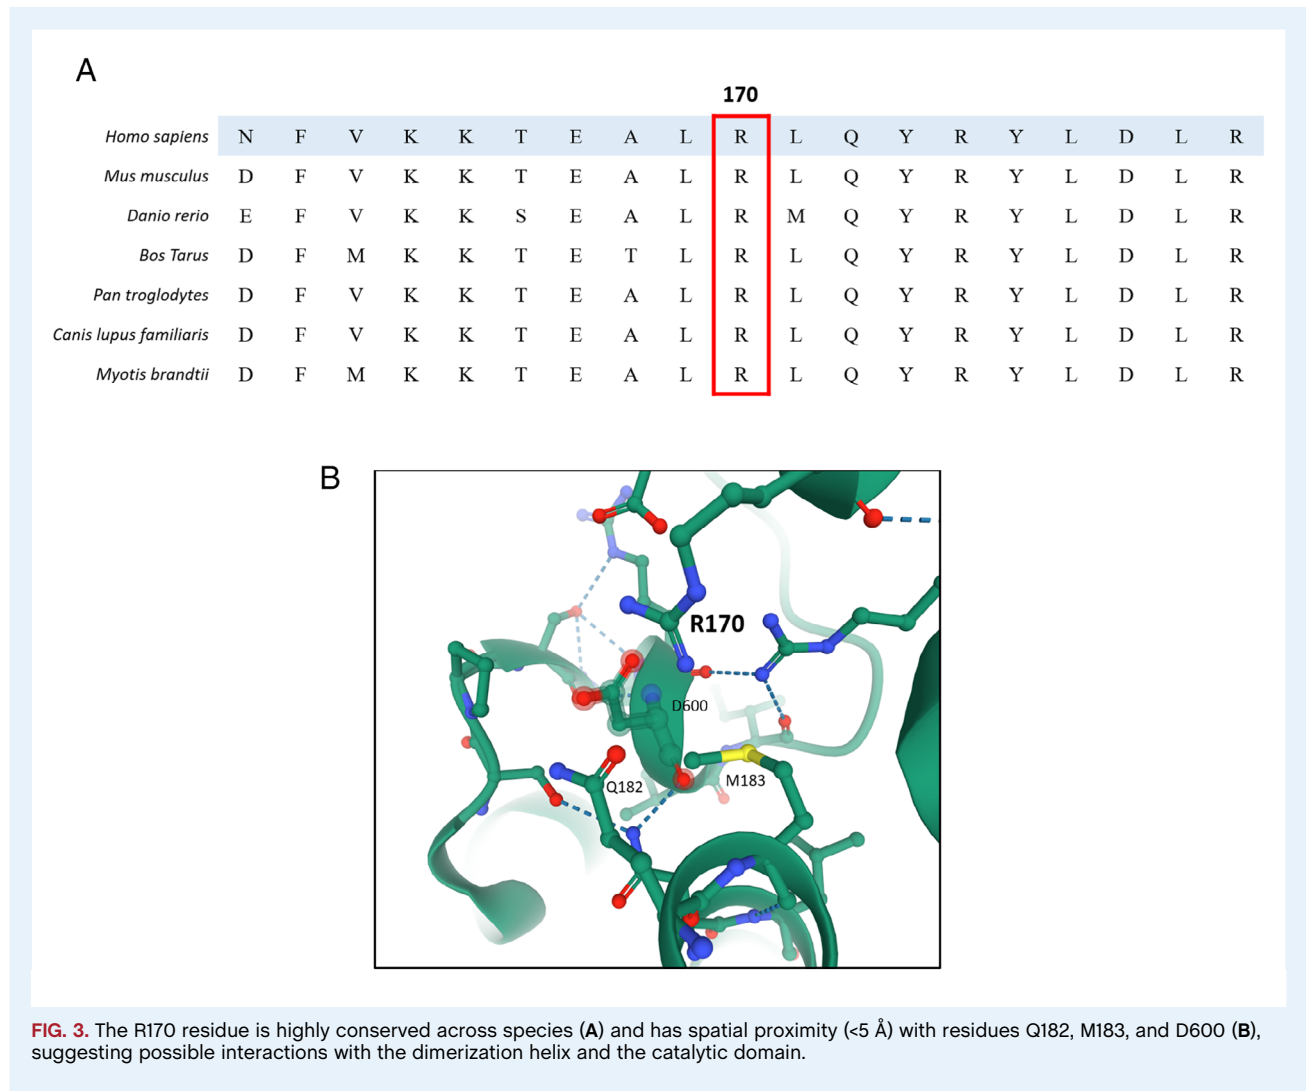 A
170
Homo sapiens N F V K K T E A L R L Q Y R Y L D L R
Mus musculus D F V K K T E A L R L Q Y R Y L D L R
Danio rerio E F V K K S E A L R M Q Y R Y L D L R
Bos Tarus D F M K K T E T L R L Q Y R Y L D L R
Pan troglodytes D F V K K T E A L R L Q Y R Y L D L R
Canis lupus familiaris D F V K K T E A L R L Q Y R Y L D L R
Myotis brandtii D F M K K T E A L R L Q Y R Y L D L R
B
R170
D600
Q182
M183
FIG. 3. The R170 residue is highly conserved across species (A) and has spatial proximity (<5 Å) with residues Q182, M183, and D600 (B),
suggesting possible interactions with the dimerization helix and the catalytic domain.